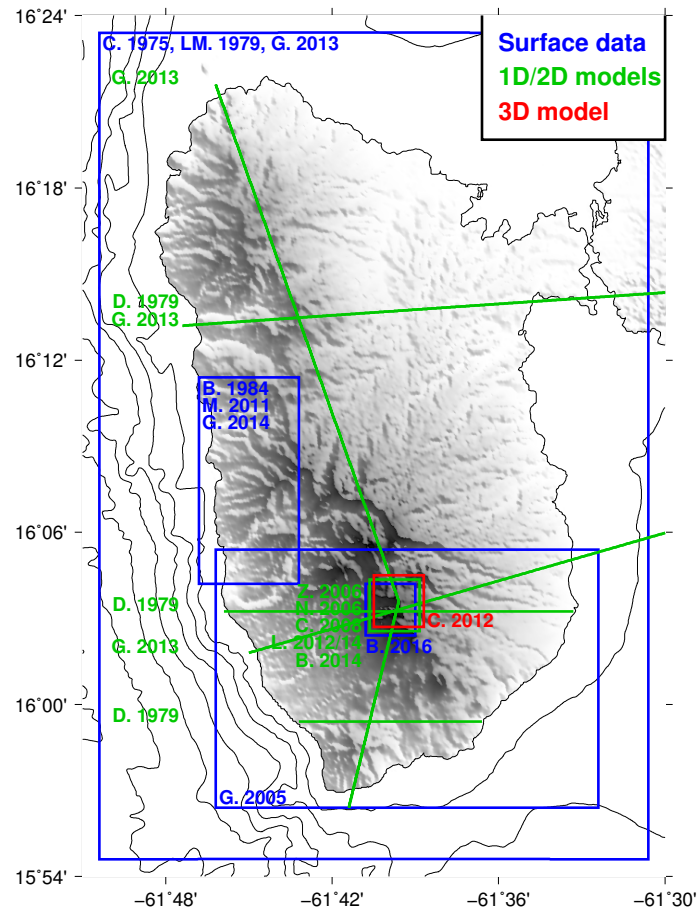 16°24'
C. 1975, LM. 1979, G. 2013
Surface data
G. 2013
1D/2D models
3D model
16°18'
D. 1979
G. 2013
16°12'
B. 1984
M. 2011
G. 2014
16°06'
Z. 2006
D. 1979
N. 2006
C. 2012
C. 2008
G. 2013
L. 2012/14
B. 2016
B. 2014
16°00'
D. 1979
G. 2005
15°54'
−61°48'
−61°42'
−61°36'
−61°30'